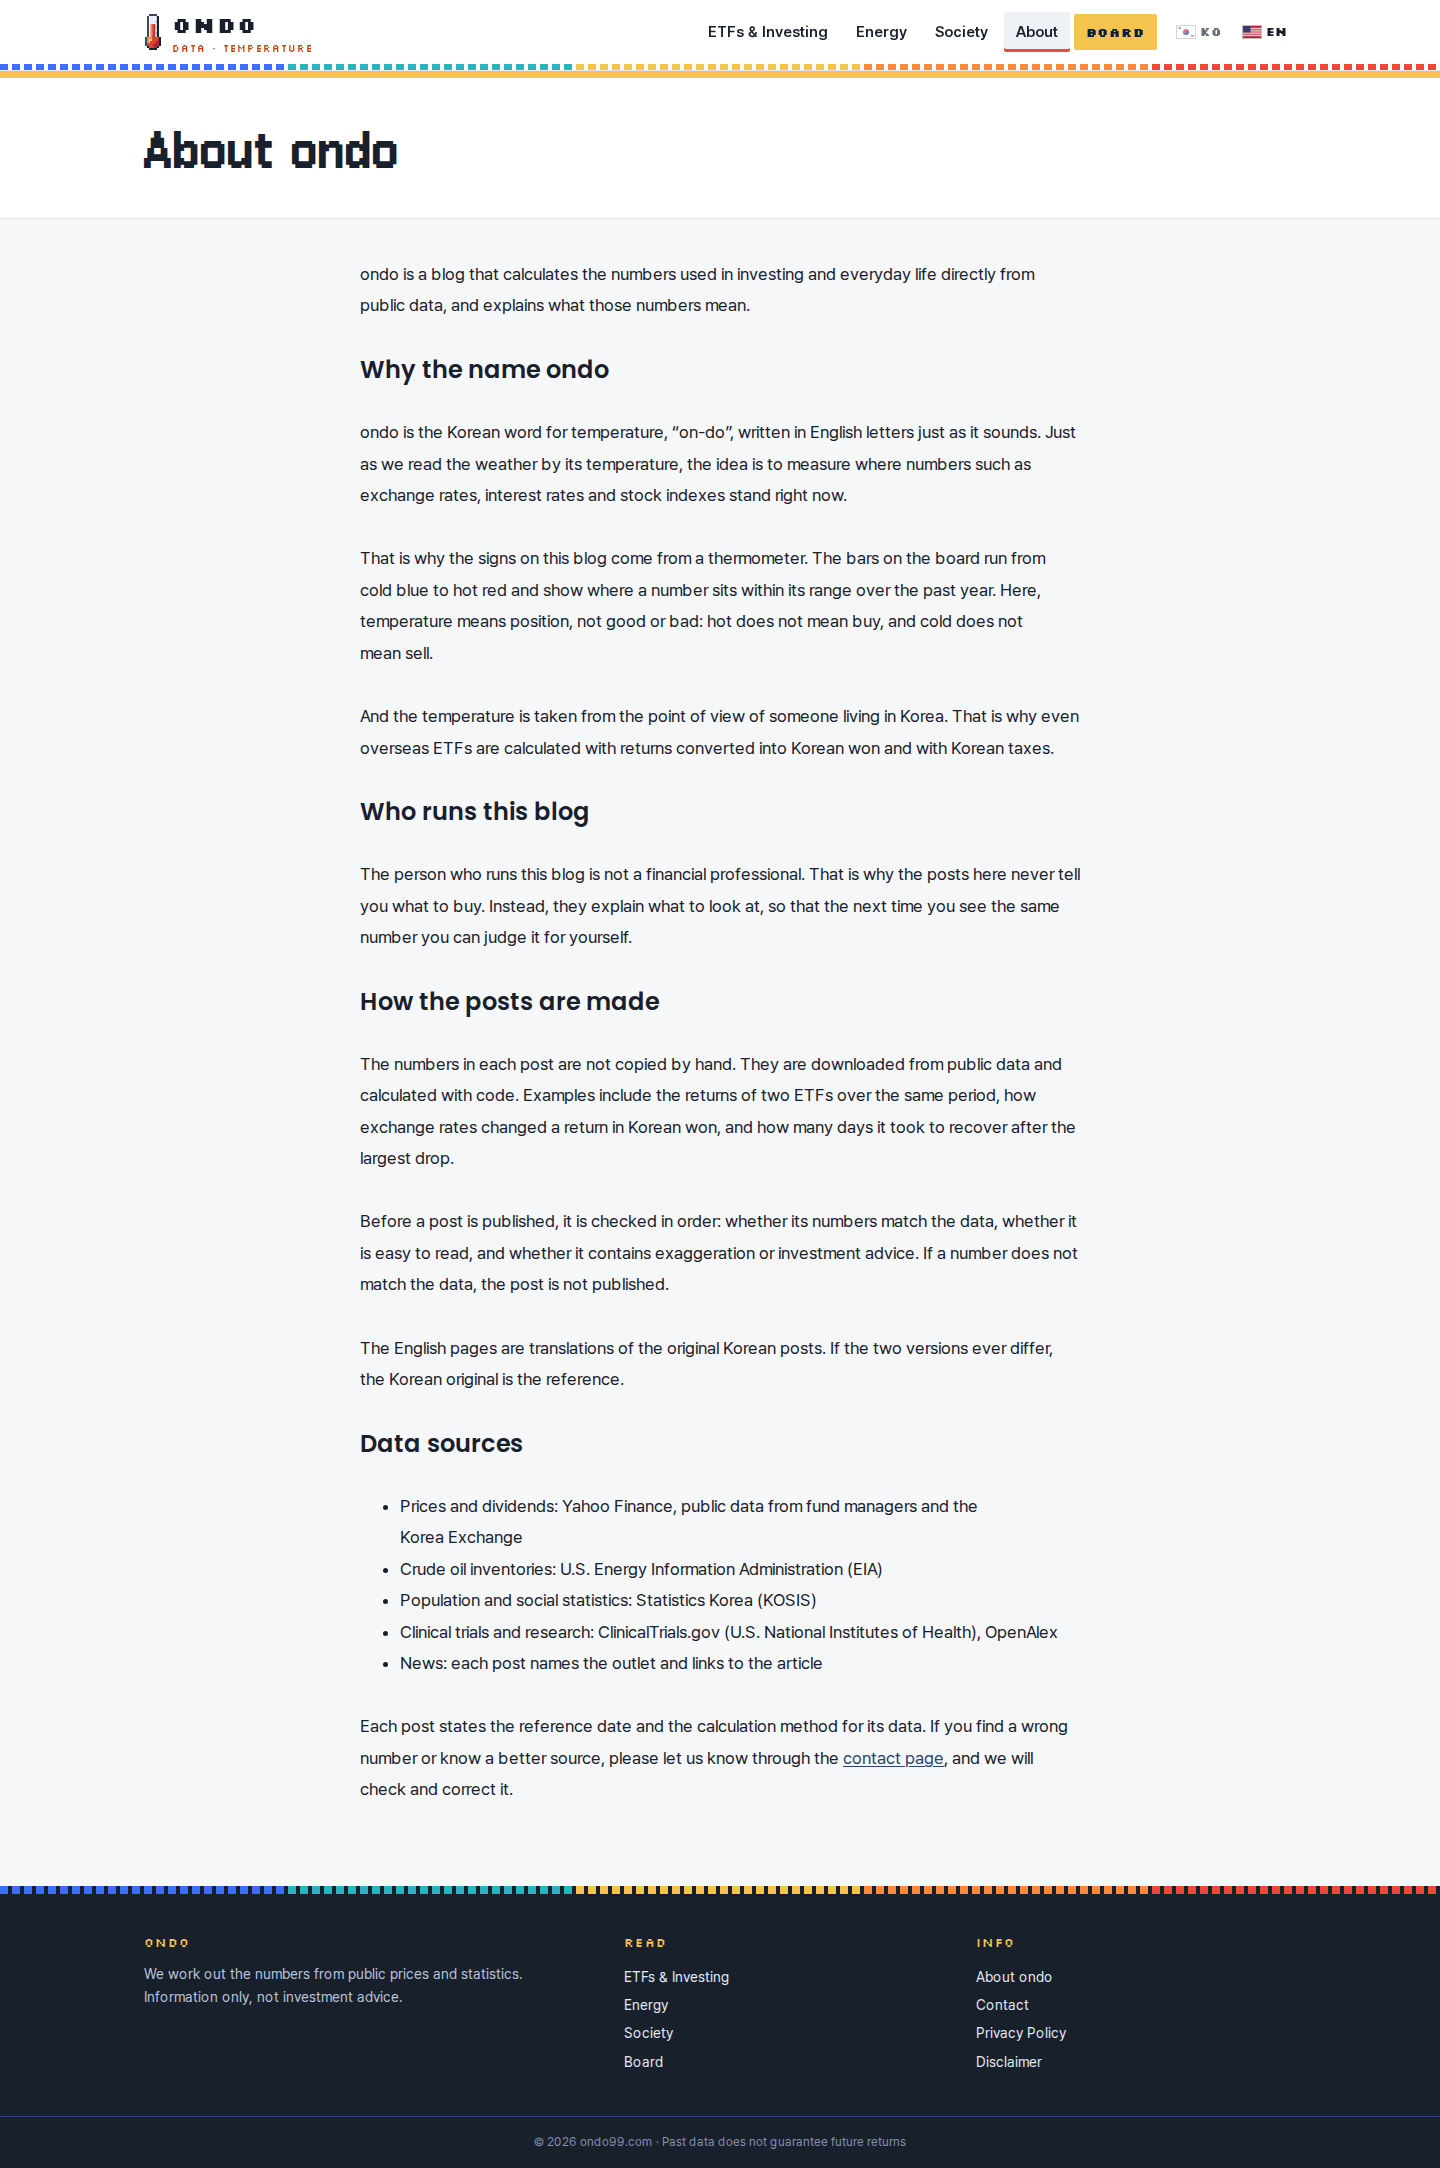 ONDO
DATA · TEMPERATURE
ETFs & Investing
Energy
Society
About
BOARD
KO
EN
About ondo
ondo is a blog that calculates the numbers used in investing and everyday life directly from
public data, and explains what those numbers mean.
Why the name ondo
ondo is the Korean word for temperature, “on-do”, written in English letters just as it sounds. Just
as we read the weather by its temperature, the idea is to measure where numbers such as
exchange rates, interest rates and stock indexes stand right now.
That is why the signs on this blog come from a thermometer. The bars on the board run from
cold blue to hot red and show where a number sits within its range over the past year. Here,
temperature means position, not good or bad: hot does not mean buy, and cold does not
mean sell.
And the temperature is taken from the point of view of someone living in Korea. That is why even
overseas ETFs are calculated with returns converted into Korean won and with Korean taxes.
Who runs this blog
The person who runs this blog is not a financial professional. That is why the posts here never tell
you what to buy. Instead, they explain what to look at, so that the next time you see the same
number you can judge it for yourself.
How the posts are made
The numbers in each post are not copied by hand. They are downloaded from public data and
calculated with code. Examples include the returns of two ETFs over the same period, how
exchange rates changed a return in Korean won, and how many days it took to recover after the
largest drop.
Before a post is published, it is checked in order: whether its numbers match the data, whether it
is easy to read, and whether it contains exaggeration or investment advice. If a number does not
match the data, the post is not published.
The English pages are translations of the original Korean posts. If the two versions ever differ,
the Korean original is the reference.
Data sources
• Prices and dividends: Yahoo Finance, public data from fund managers and the
Korea Exchange
• Crude oil inventories: U.S. Energy Information Administration (EIA)
• Population and social statistics: Statistics Korea (KOSIS)
• Clinical trials and research: ClinicalTrials.gov (U.S. National Institutes of Health), OpenAlex
• News: each post names the outlet and links to the article
Each post states the reference date and the calculation method for its data. If you find a wrong
number or know a better source, please let us know through the contact page, and we will
check and correct it.
ONDO
We work out the numbers from public prices and statistics.
Information only, not investment advice.
READ
ETFs & Investing
Energy
Society
Board
INFO
About ondo
Contact
Privacy Policy
Disclaimer
© 2026 ondo99.com · Past data does not guarantee future returns